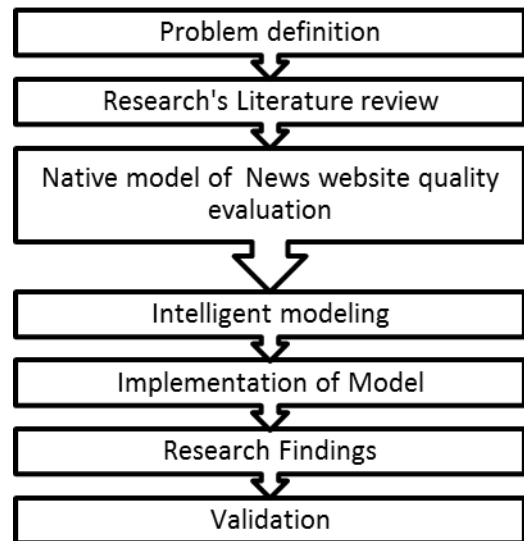 Problem definition
Research's Literature review
Native model of News website quality
evaluation
Intelligent modeling
Implementation of Model
Research Findings
Validation